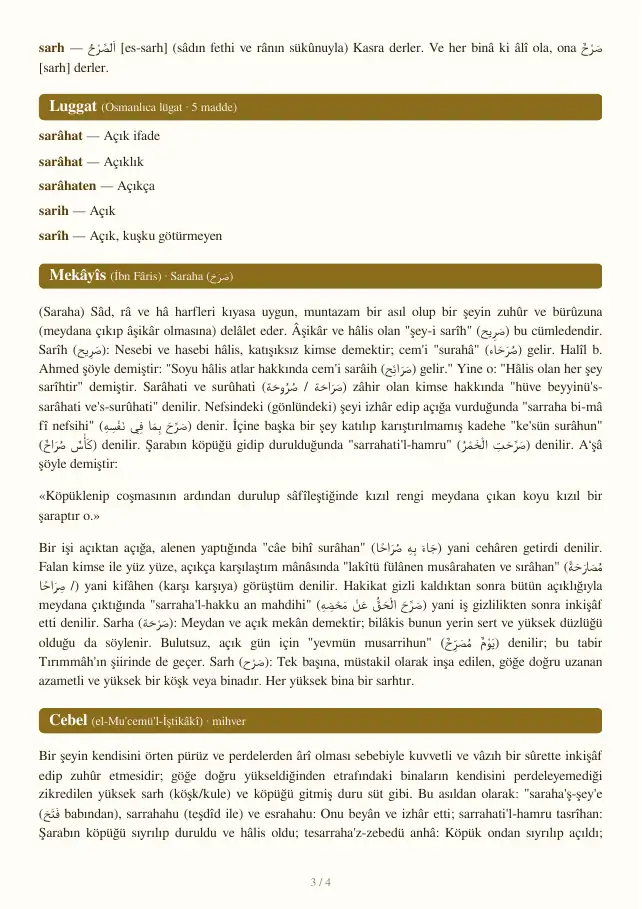 sarh — اَلصَّرْحُ [es-sarh] (sâdın fethi ve rânın sükûnuyla) Kasra derler. Ve her binâ ki âlî ola, ona صَرْحٌ
[sarh] derler.
Luggat (Osmanlıca lügat · 5 madde)
sarâhat — Açık ifade
sarâhat — Açıklık
sarâhaten — Açıkça
sarih — Açık
sarîh — Açık, kuşku götürmeyen
Mekâyîs (İbn Fâris) · Saraha (صَرَحَ)
(Saraha) Sâd, râ ve hâ harfleri kıyasa uygun, muntazam bir asıl olup bir şeyin zuhûr ve bürûzuna
(meydana çıkıp âşikâr olmasına) delâlet eder. Âşikâr ve hâlis olan "şey-i sarîh" (صَرِيح) bu cümledendir.
Sarîh (صَرِيح): Nesebi ve hasebi hâlis, katışıksız kimse demektir; cem'i "surahâ" (صُرَحَاء) gelir. Halîl b.
Ahmed şöyle demiştir: "Soyu hâlis atlar hakkında cem'i sarâih (صَرَائِح) gelir." Yine o: "Hâlis olan her şey
sarîhtir" demiştir. Sarâhati ve surûhati (صَرَاحَة / صُرُوحَة) zâhir olan kimse hakkında "hüve beyyinü's-
sarâhati ve's-surûhati" denilir. Nefsindeki (gönlündeki) şeyi izhâr edip açığa vurduğunda "sarraha bi-mâ
fî nefsihi" (صَرَّحَ بِمَا فِي نَفْسِهِ) denir. İçine başka bir şey katılıp karıştırılmamış kadehe "ke'sün surâhun"
(كَأْسٌ صُرَاحٌ) denilir. Şarabın köpüğü gidip durulduğunda "sarrahati'l-hamru" (صَرَّحَتِ الْخَمْرُ) denilir. A‘şâ
şöyle demiştir:
«Köpüklenip coşmasının ardından durulup sâfîleştiğinde kızıl rengi meydana çıkan koyu kızıl bir
şaraptır o.»
Bir işi açıktan açığa, alenen yaptığında "câe bihî surâhan" (جَاءَ بِهِ صُرَاحًا) yani cehâren getirdi denilir.
Falan kimse ile yüz yüze, açıkça karşılaştım mânâsında "lakîtü fülânen musârahaten ve sırâhan" (مُصَارَحَةً
/ صِرَاحًا) yani kifâhen (karşı karşıya) görüştüm denilir. Hakikat gizli kaldıktan sonra bütün açıklığıyla
meydana çıktığında "sarraha'l-hakku an mahdihi" (صَرَّحَ الْحَقُّ عَنْ مَحْضِهِ) yani iş gizlilikten sonra inkişâf
etti denilir. Sarha (صَرْحَة): Meydan ve açık mekân demektir; bilâkis bunun yerin sert ve yüksek düzlüğü
olduğu da söylenir. Bulutsuz, açık gün için "yevmün musarrihun" (يَوْمٌ مُصَرِّحٌ) denilir; bu tabir
Tırımmâh'ın şiirinde de geçer. Sarh (صَرْح): Tek başına, müstakil olarak inşa edilen, göğe doğru uzanan
azametli ve yüksek bir köşk veya binadır. Her yüksek bina bir sarhtır.
Cebel (el-Mu'cemü'l-İştikâkî) · mihver
Bir şeyin kendisini örten pürüz ve perdelerden ârî olması sebebiyle kuvvetli ve vâzıh bir sûrette inkişâf
edip zuhûr etmesidir; göğe doğru yükseldiğinden etrafındaki binaların kendisini perdeleyemediği
zikredilen yüksek sarh (köşk/kule) ve köpüğü gitmiş duru süt gibi. Bu asıldan olarak: "saraha'ş-şey'e
(فَتَحَ babından), sarrahahu (teşdîd ile) ve esrahahu: Onu beyân ve izhâr etti; sarrahati'l-hamru tasrîhan:
Şarabın köpüğü sıyrılıp duruldu ve hâlis oldu; tesarraha'z-zebedü anhâ: Köpük ondan sıyrılıp açıldı;
3 / 4